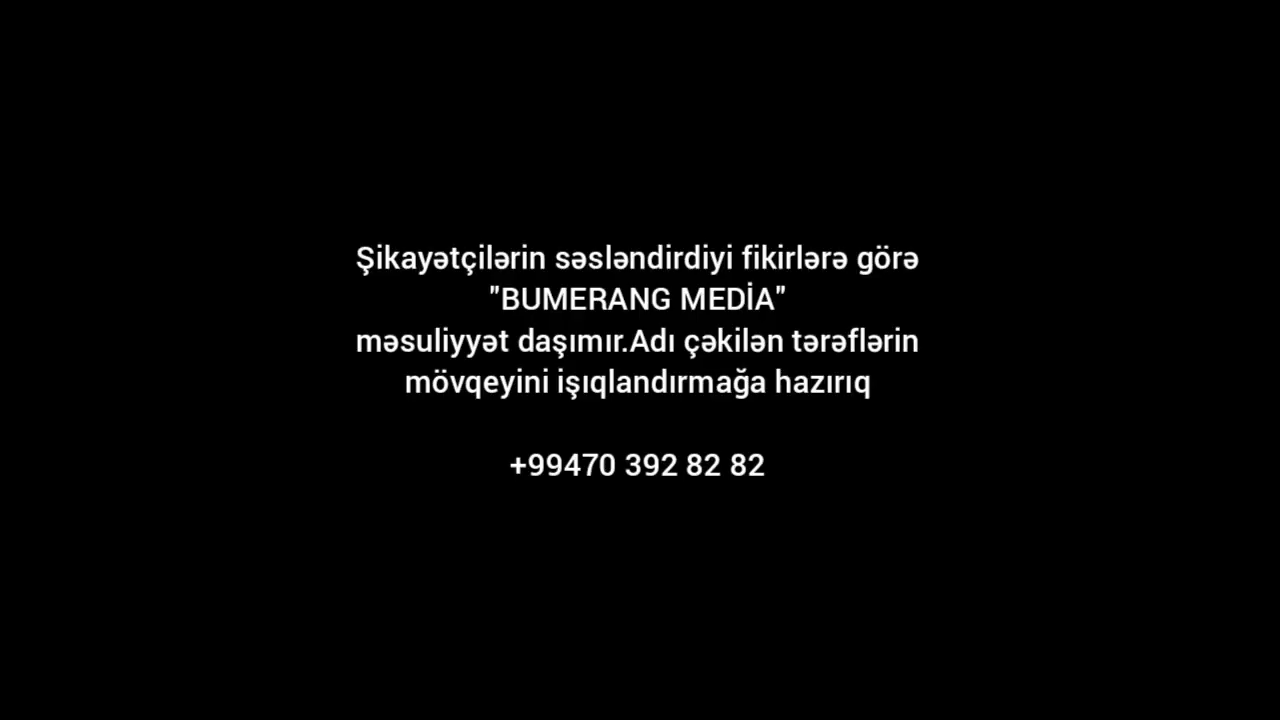 Şikayətçilərin səsləndirdiyi fikirlərə görə
"BUMERANG MEDİA"
məsuliyyət daşımır.Adı çəkilən tərəflərin
mövqeyini işıqlandırmağa hazırıq
+99470 392 82 82